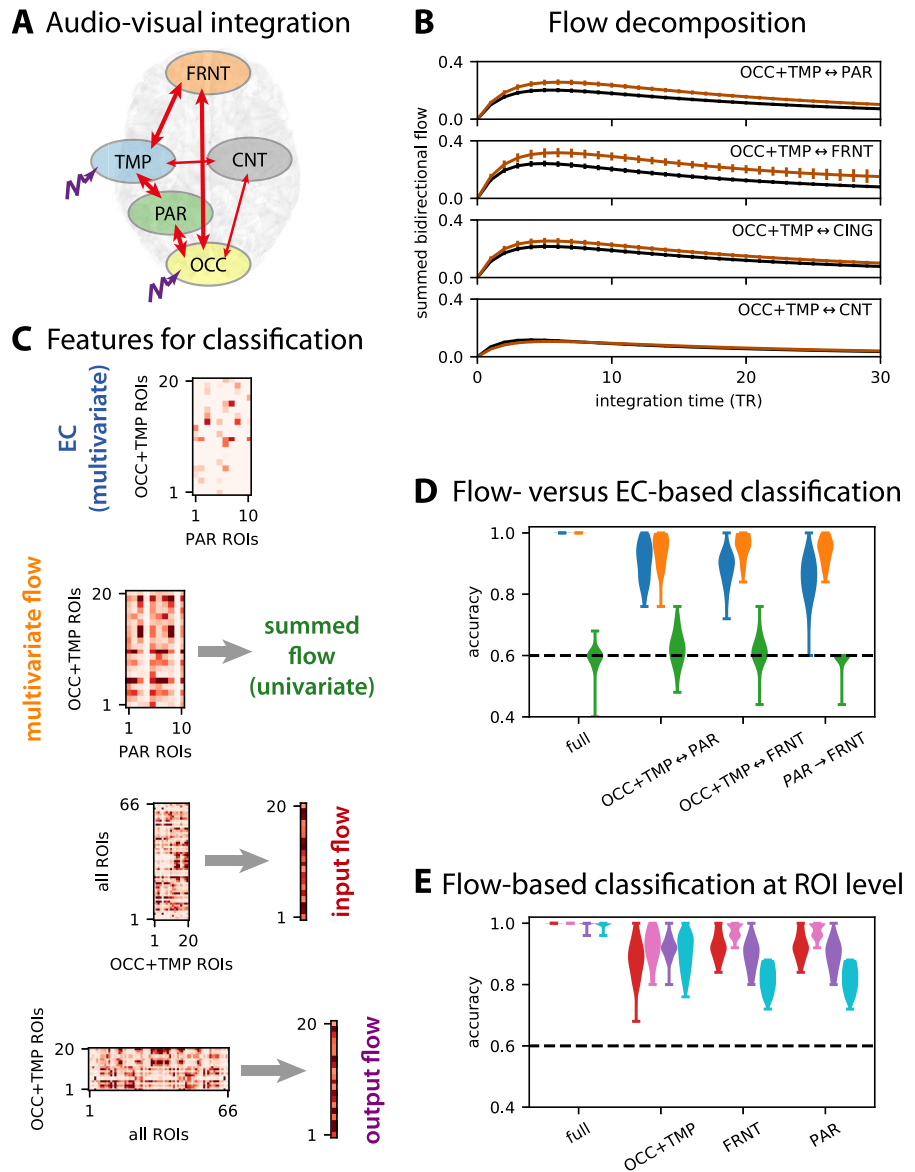 A Audio-visual integration
FRNT
TMP
CNT
PAR
OCC
B Flow decomposition
summed bidirectional flow
0.4
OCC+TMP↔PAR
0.0
0.4
OCC+TMP↔FRNT
0.0
0.4
OCC+TMP↔CING
0.0
0.4
OCC+TMP↔CNT
0.0
0 10 20 30
integration time (TR)
C Features for classification
EC
(multivariate)
OCC+TMP ROIs
20
1
1 10
PAR ROIs
multivariate flow
OCC+TMP ROIs
20
1
1 10
PAR ROIs
summed
flow
(univariate)
all ROIs
66
1
1 20
OCC+TMP ROIs
20
1
input flow
OCC+TMP ROIs
20
1
1 66
all ROIs
20
1
output flow
D Flow- versus EC-based classification
accuracy
1.0
0.8
0.6
0.4
full
OCC+TMP↔PAR
OCC+TMP↔FRNT
PAR→FRNT
E Flow-based classification at ROI level
accuracy
1.0
0.8
0.6
0.4
full
OCC+TMP
FRNT
PAR